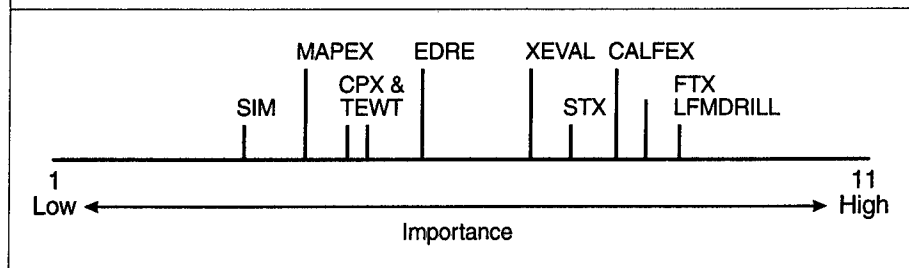 MAPEX EDRE XEVAL CALFEX
CPX & FTX
SIM TEWT STX LFMDRILL
1 11
Low High
Importance